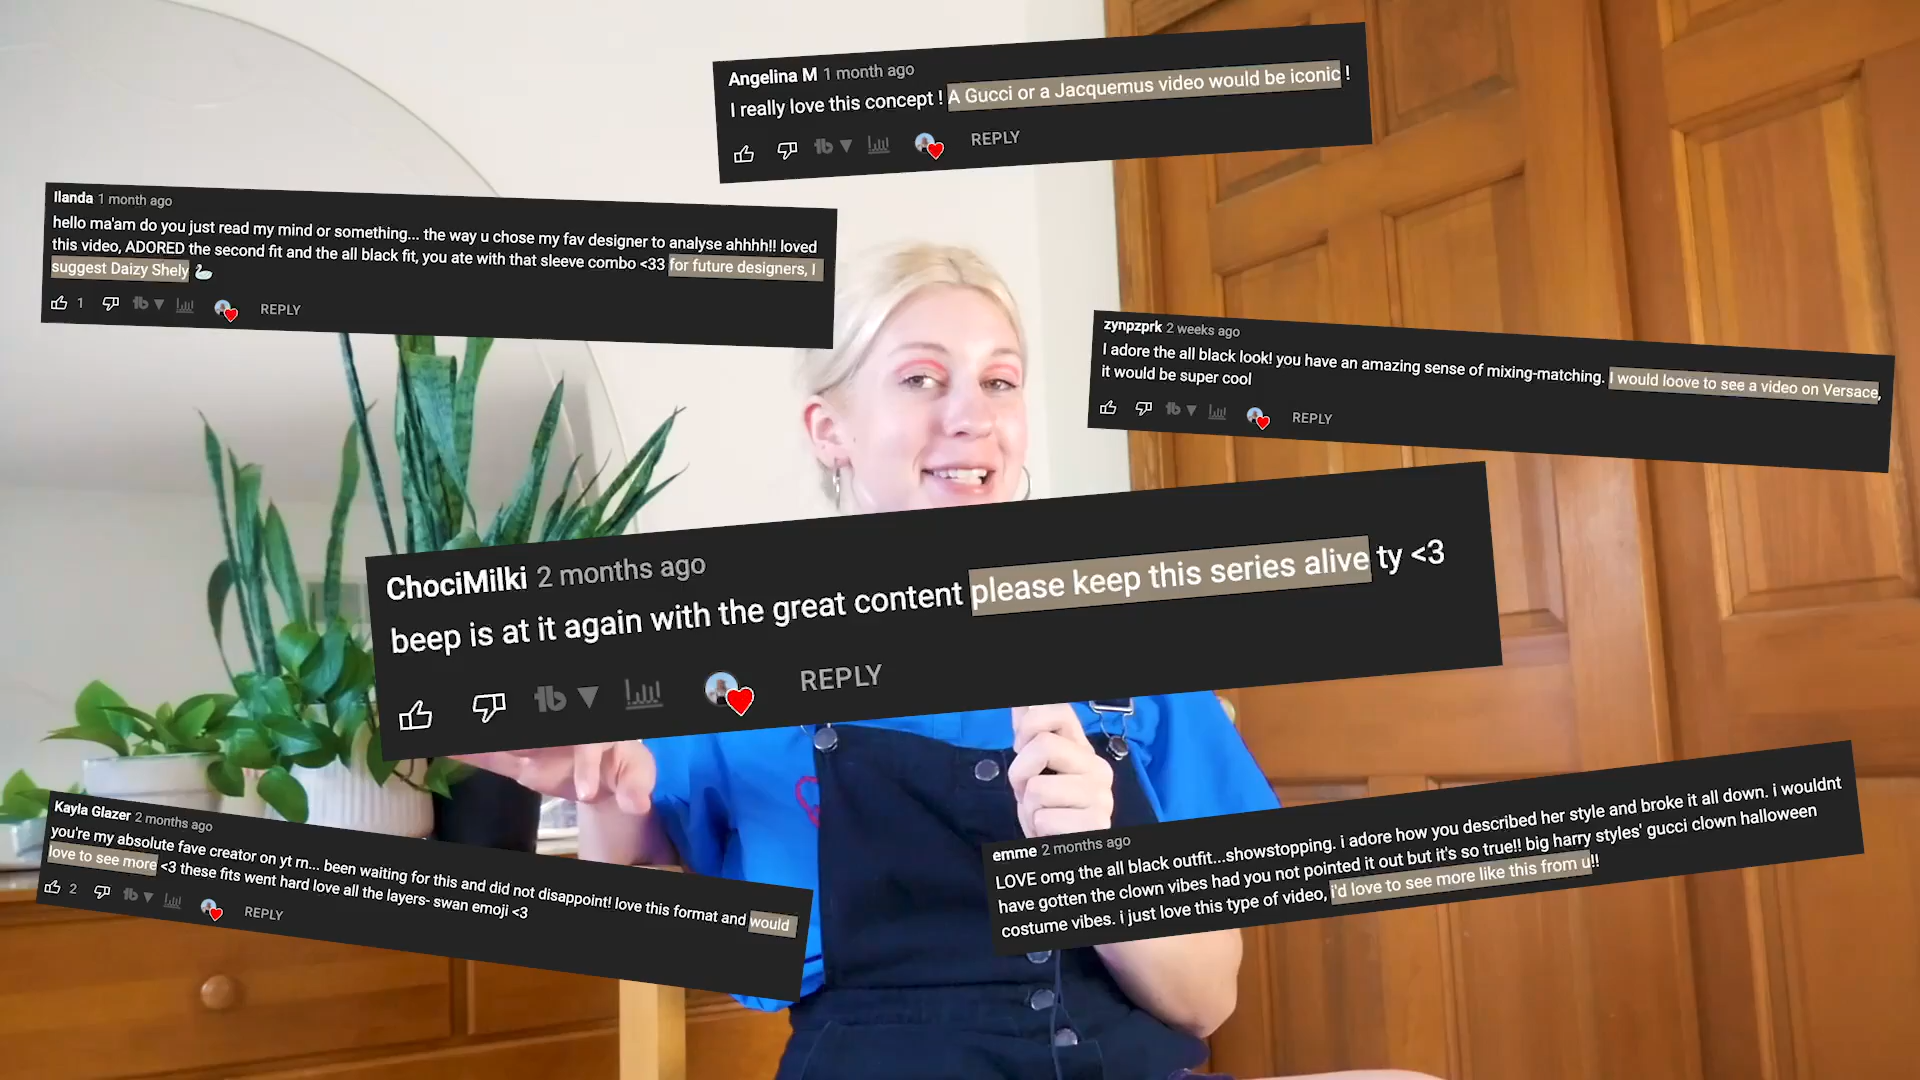 Angelina M 1 month ago
I really love this concept ! A Gucci or a Jacquemus video would be iconic !
REPLY
Ilanda 1 month ago
hello ma'am do you just read my mind or something... the way u chose my fav designer to analyse ahhhh!! loved
this video, ADORED the second fit and the all black fit, you ate with that sleeve combo <33 for future designers, I
suggest Daizy Shely 🦢
1 REPLY
zynpzprk 2 weeks ago
I adore the all black look! you have an amazing sense of mixing-matching. I would loove to see a video on Versace,
it would be super cool
REPLY
ChociMilki 2 months ago
beep is at it again with the great content please keep this series alive ty <3
REPLY
Kayla Glazer 2 months ago
you're my absolute fave creator on yt rn... been waiting for this and did not disappoint! love this format and would
love to see more <3 these fits went hard love all the layers- swan emoji <3
2 REPLY
emme 2 months ago
LOVE omg the all black outfit...showstopping. i adore how you described her style and broke it all down. i wouldnt
have gotten the clown vibes had you not pointed it out but it's so true!! big harry styles' gucci clown halloween
costume vibes. i just love this type of video, i'd love to see more like this from u!!